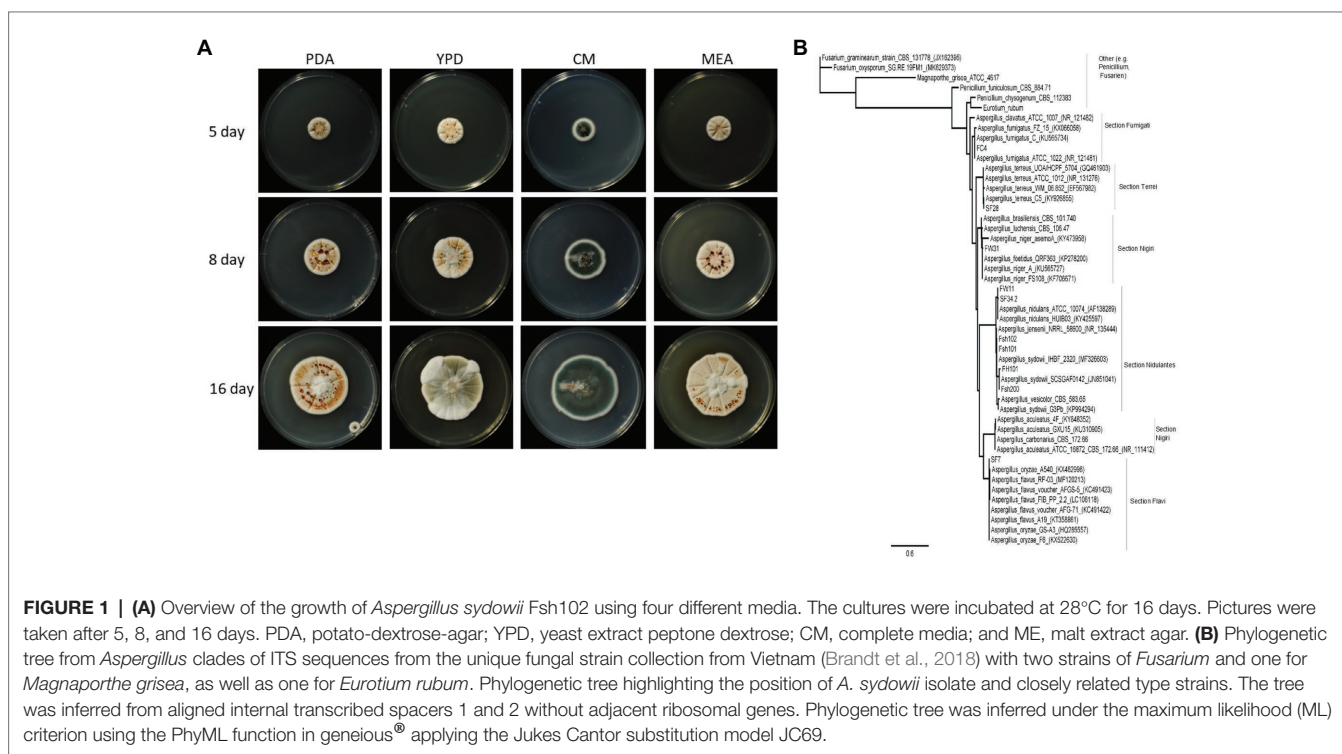 A
PDA
YPD
CM
MEA
5 day
8 day
16 day
B
Fusarium_graminearum_strain_CBS_131778_(JX162395)
Fusarium_oxysporum_SG.RE.19FM1_(MK629373)
Magnaporthe_grisea_ATCC_4617
Penicillium_funiculosum_CBS_884.71
Penicillium_chysogenum_CBS_112383
Eurotium_rubrum
Other (e.g.
Penicillium,
Fusarien)
Aspergillus_clavatus_ATCC_1007_(NR_121482)
Aspergillus_fumigatus_FZ_15_(KX066058)
Aspergillus_fumigatus_C_(KU565734)
FC4
Aspergillus_fumigatus_ATCC_1022_(NR_121481)
Section Fumigati
Aspergillus_terreus_UOA/HCPF_5704_(GQ461903)
Aspergillus_terreus_ATCC_1012_(NR_131276)
Aspergillus_terreus_WM_06.852_(EF567982)
Aspergillus_terreus_C5_(KY926855)
SF28
Section Terrei
Aspergillus_brasiliensis_CBS_101.740
Aspergillus_luchensis_CBS_106.47
Aspergillus_niger_asemoA_(KY473958)
FW31
Aspergillus_foetidus_QRF363_(KP278200)
Aspergillus_niger_A_(KU565727)
Aspergillus_niger_FS108_(KF706671)
Section Nigiri
FW11
SF34.2
Aspergillus_nidulans_ATCC_10074_(AF138289)
Aspergillus_nidulans_HUIB03_(KY425597)
Aspergillus_jensenii_NRRL_58600_(NR_135444)
Fsh102
Fsh101
Aspergillus_sydowii_IHBF_2320_(MF326603)
FH101
Aspergillus_sydowii_SCSGAF0142_(JN851041)
Fsh200
Aspergillus_vesicolor_CBS_583.65
Aspergillus_sydowii_G3Pb_(KP994294)
Section Nidulantes
Aspergillus_aculeatus_4F_(KY848352)
Aspergillus_aculeatus_GXU15_(KU310905)
Aspergillus_carbonarius_CBS_172.66
Aspergillus_aculeatus_ATCC_16872_CBS_172.66_(NR_111412)
Section
Nigiri
SF7
Aspergillus_oryzae_A540_(KX462998)
Aspergillus_flavus_RF-03_(MF120213)
Aspergillus_flavus_voucher_AFGS-5_(KC491423)
Aspergillus_flavus_FIB_PP_2.2_(LC106118)
Aspergillus_flavus_voucher_AFG-71_(KC491422)
Aspergillus_flavus_A19_(KT358861)
Aspergillus_oryzae_GS-A3_(HQ285557)
Aspergillus_oryzae_F6_(KX522630)
Section Flavi
0.6
FIGURE 1 | (A) Overview of the growth of Aspergillus sydowii Fsh102 using four different media. The cultures were incubated at 28°C for 16 days. Pictures were
taken after 5, 8, and 16 days. PDA, potato-dextrose-agar; YPD, yeast extract peptone dextrose; CM, complete media; and ME, malt extract agar. (B) Phylogenetic
tree from Aspergillus clades of ITS sequences from the unique fungal strain collection from Vietnam (Brandt et al., 2018) with two strains of Fusarium and one for
Magnaporthe grisea, as well as one for Eurotium rubum. Phylogenetic tree highlighting the position of A. sydowii isolate and closely related type strains. The tree
was inferred from aligned internal transcribed spacers 1 and 2 without adjacent ribosomal genes. Phylogenetic tree was inferred under the maximum likelihood (ML)
criterion using the PhyML function in geneious® applying the Jukes Cantor substitution model JC69.